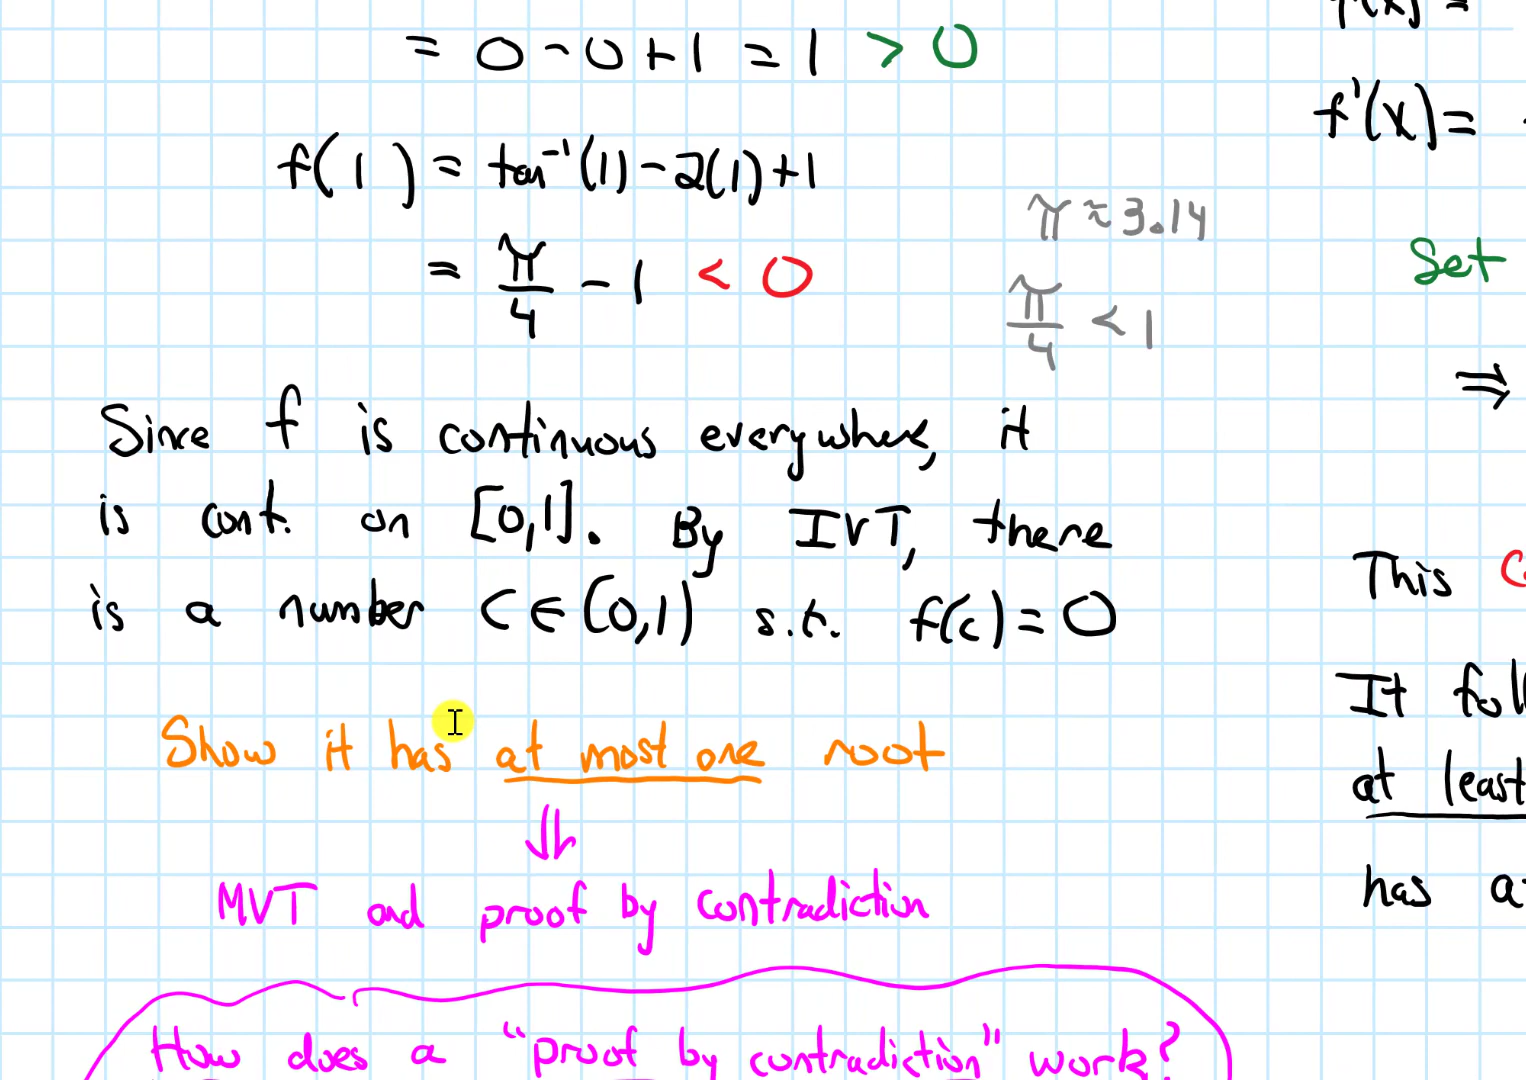 = 0 - 0 + 1 = 1 > 0
f(1) = tan⁻¹(1) - 2(1) + 1
π ≈ 3.14
= π/4 - 1 < 0
π/4 < 1
Since f is continuous everywhere, it
is cont. on [0,1]. By IVT, there
is a number C ∈ (0,1) s.t. f(c) = 0
Show it has at most one root
⇓
MVT and proof by contradiction
How does a "proof by contradiction" work?
f'(x) =
Set
⇒
This
It foll
at least
has a